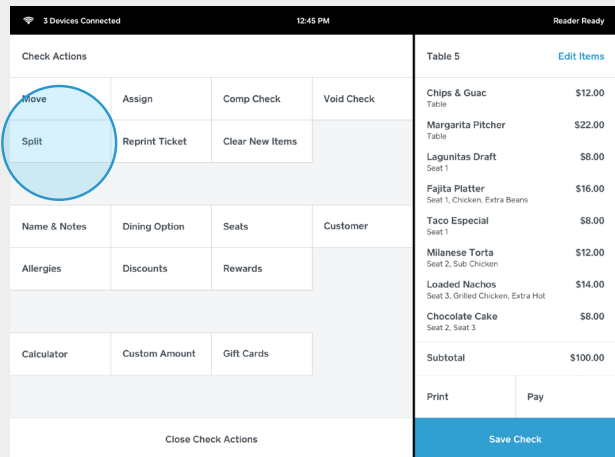 3 Devices Connected 12:45 PM Reader Ready
Check Actions
Move Assign Comp Check Void Check
Split Reprint Ticket Clear New Items
Name & Notes Dining Option Seats Customer
Allergies Discounts Rewards
Calculator Custom Amount Gift Cards
Close Check Actions
Table 5 Edit Items
Chips & Guac $12.00
Table
Margarita Pitcher $22.00
Table
Lagunitas Draft $8.00
Seat 1
Fajita Platter $16.00
Seat 1, Chicken, Extra Beans
Taco Especial $8.00
Seat 1
Milanese Torta $12.00
Seat 2, Sub Chicken
Loaded Nachos $14.00
Seat 3, Grilled Chicken, Extra Hot
Chocolate Cake $8.00
Seat 2, Seat 3
Subtotal $100.00
Print Pay
Save Check